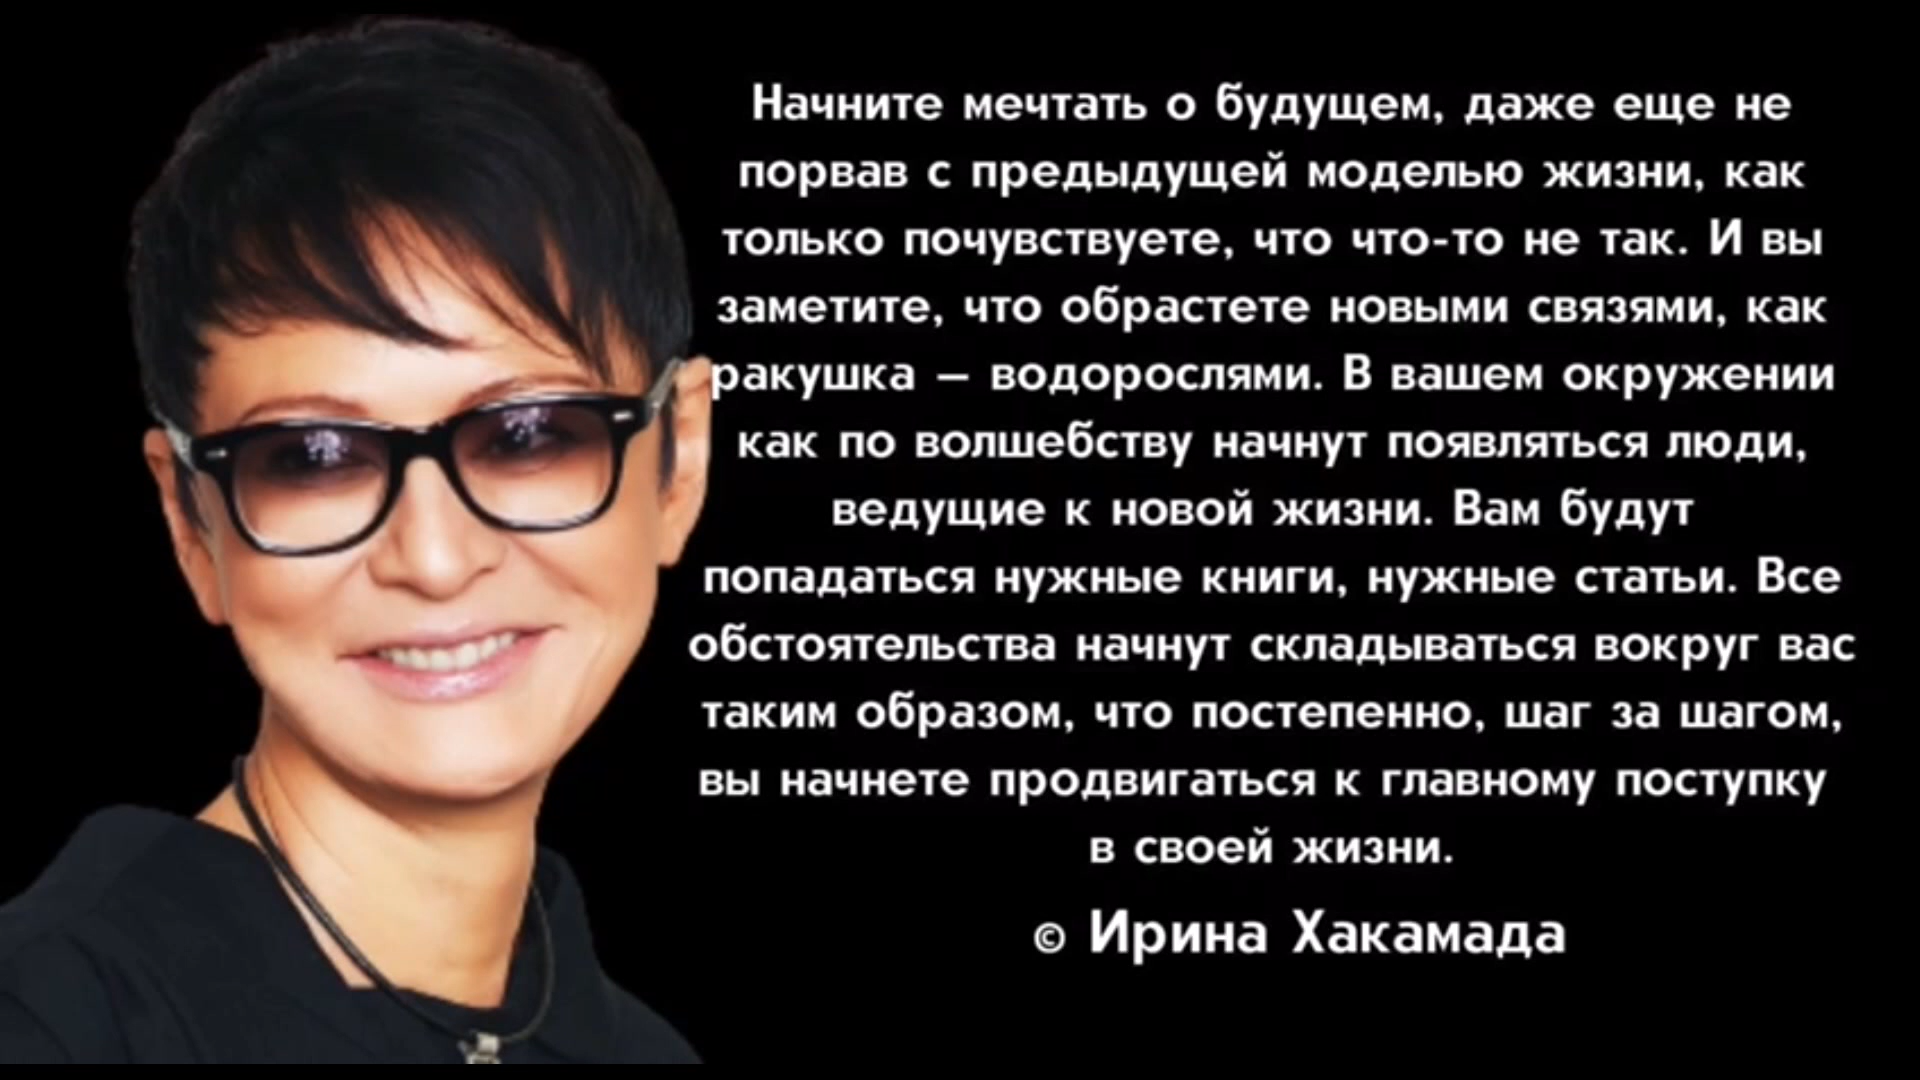 Начните мечтать о будущем, даже еще не
порвав с предыдущей моделью жизни, как
только почувствуете, что что-то не так. И вы
заметите, что обрастете новыми связями, как
ракушка – водорослями. В вашем окружении
как по волшебству начнут появляться люди,
ведущие к новой жизни. Вам будут
попадаться нужные книги, нужные статьи. Все
обстоятельства начнут складываться вокруг вас
таким образом, что постепенно, шаг за шагом,
вы начнете продвигаться к главному поступку
в своей жизни.
© Ирина Хакамада